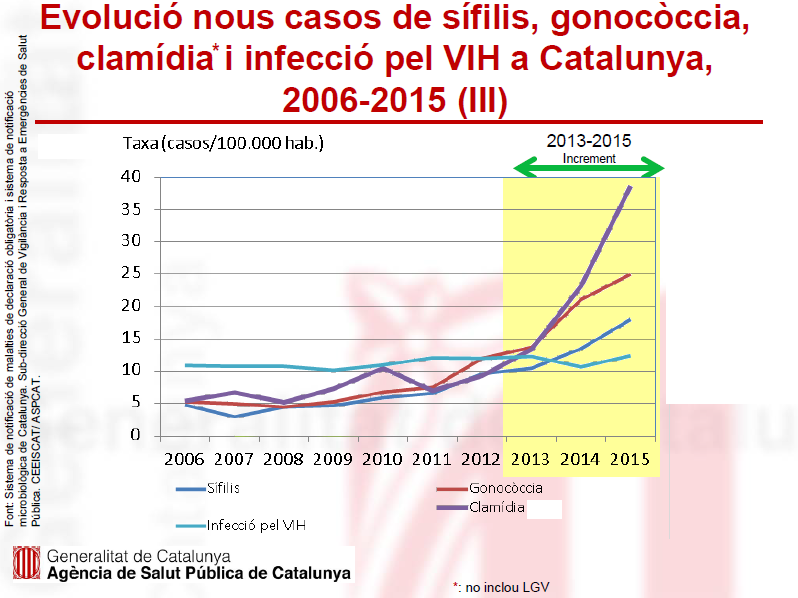 Evolució nous casos de sífilis, gonocòccia,
clamídia* i infecció pel VIH a Catalunya,
2006-2015 (III)
Font: Sistema de notificació de malalties de declaració obligatòria i sistema de notificació
microbiològica de Catalunya. Sub-direcció General de Vigilància i Resposta a Emergències de Salut
Pública. CEEISCAT/ ASPCAT.
Taxa (casos/100.000 hab.)
2013-2015
Increment
40
35
30
25
20
15
10
5
0
2006 2007 2008 2009 2010 2011 2012 2013 2014 2015
Sífilis
Gonocòccia
Clamídia
Infecció pel VIH
Generalitat de Catalunya
Agència de Salut Pública de Catalunya
*: no inclou LGV